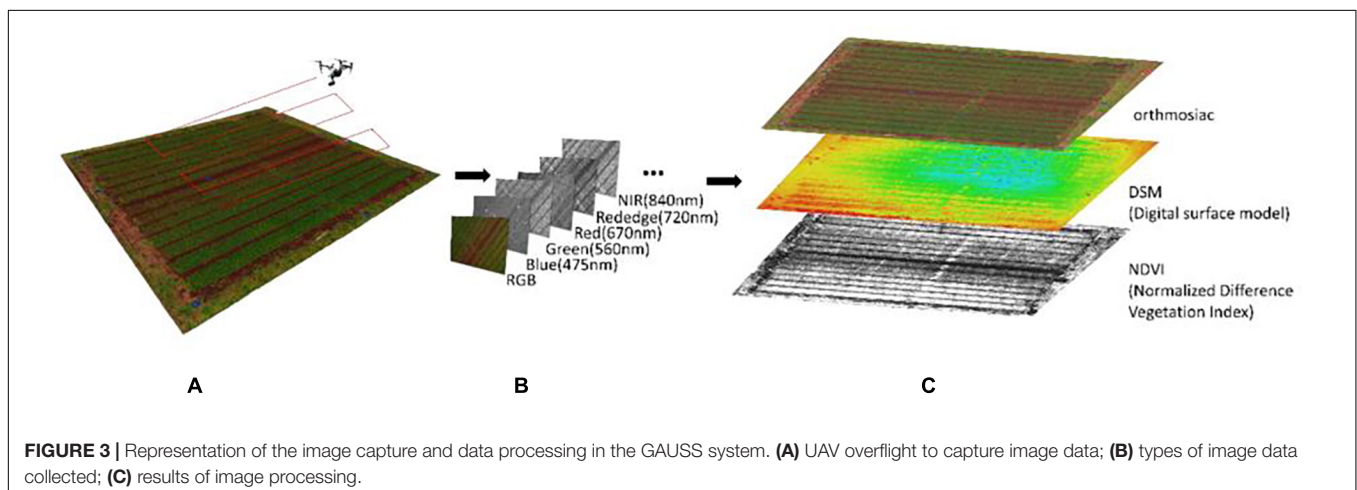 orthmosiac
DSM
(Digital surface model)
NDVI
(Normalized Difference
Vegetation Index)
...
NIR(840nm)
Rededge(720nm)
Red(670nm)
Green(560nm)
Blue(475nm)
RGB
A
B
C
FIGURE 3 | Representation of the image capture and data processing in the GAUSS system. (A) UAV overflight to capture image data; (B) types of image data
collected; (C) results of image processing.